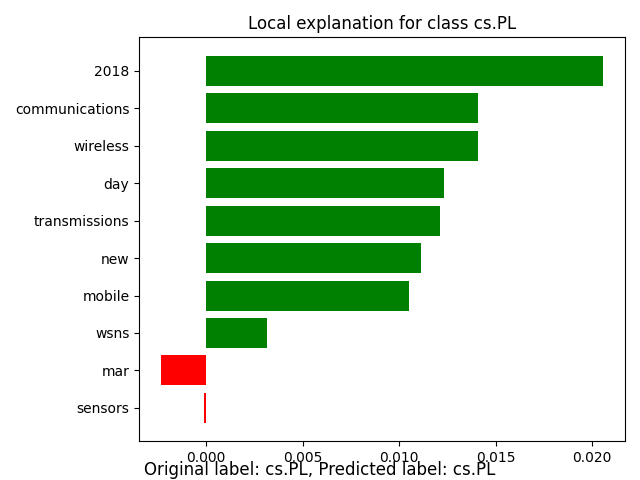 Local explanation for class cs.PL
2018
communications
wireless
day
transmissions
new
mobile
wsns
mar
sensors
0.000 0.005 0.010 0.015 0.020
Original label: cs.PL, Predicted label: cs.PL